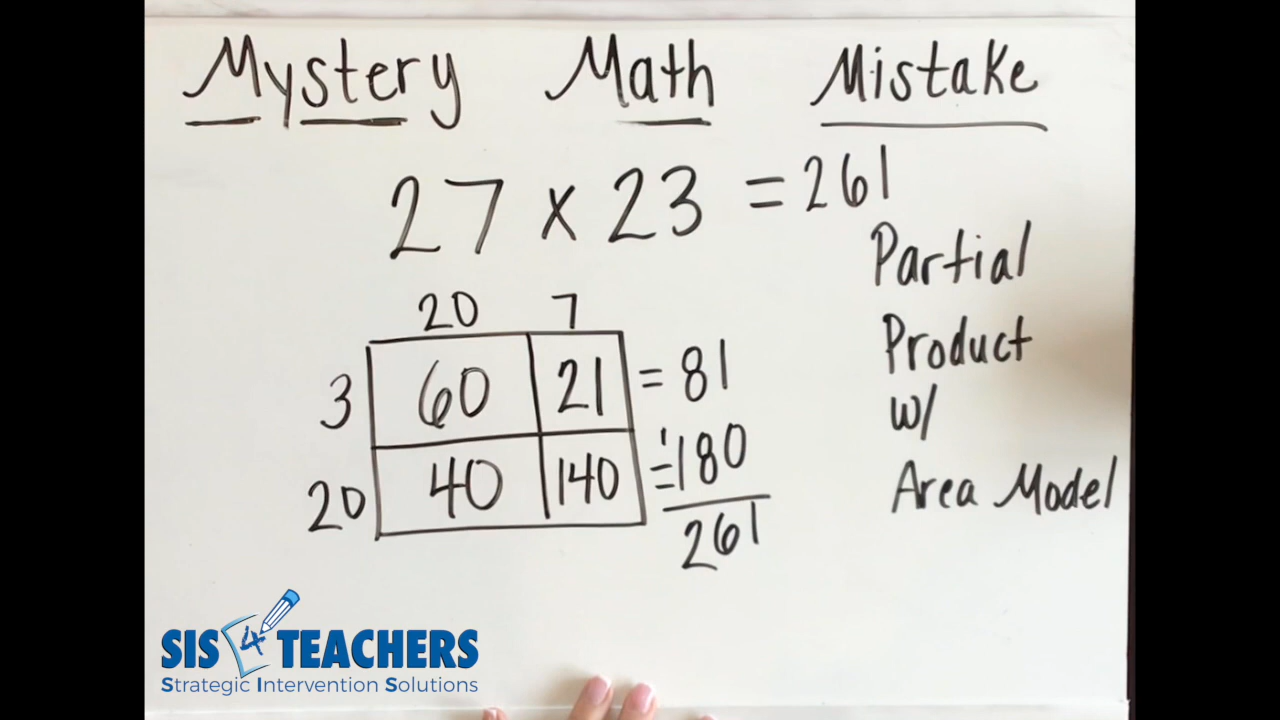 Mystery Math Mistake
27 x 23 = 261
Partial
Product
w/
Area Model
20 7
3 60 21 = 81
1
20 40 140 = 180
261
SIS 4 TEACHERS
Strategic Intervention Solutions